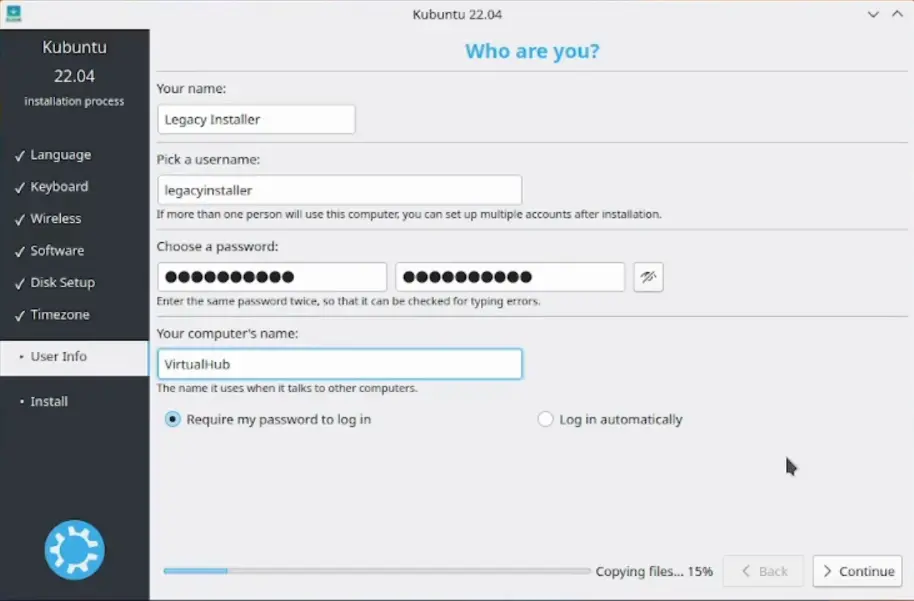 Kubuntu 22.04
Kubuntu
22.04
installation process
✓ Language
✓ Keyboard
✓ Wireless
✓ Software
✓ Disk Setup
✓ Timezone
• User Info
• Install
Who are you?
Your name:
Legacy Installer
Pick a username:
legacyinstaller
If more than one person will use this computer, you can set up multiple accounts after installation.
Choose a password:
●●●●●●●●●● ●●●●●●●●●●
Enter the same password twice, so that it can be checked for typing errors.
Your computer's name:
VirtualHub
The name it uses when it talks to other computers.
Require my password to log in Log in automatically
Copying files... 15% Back Continue